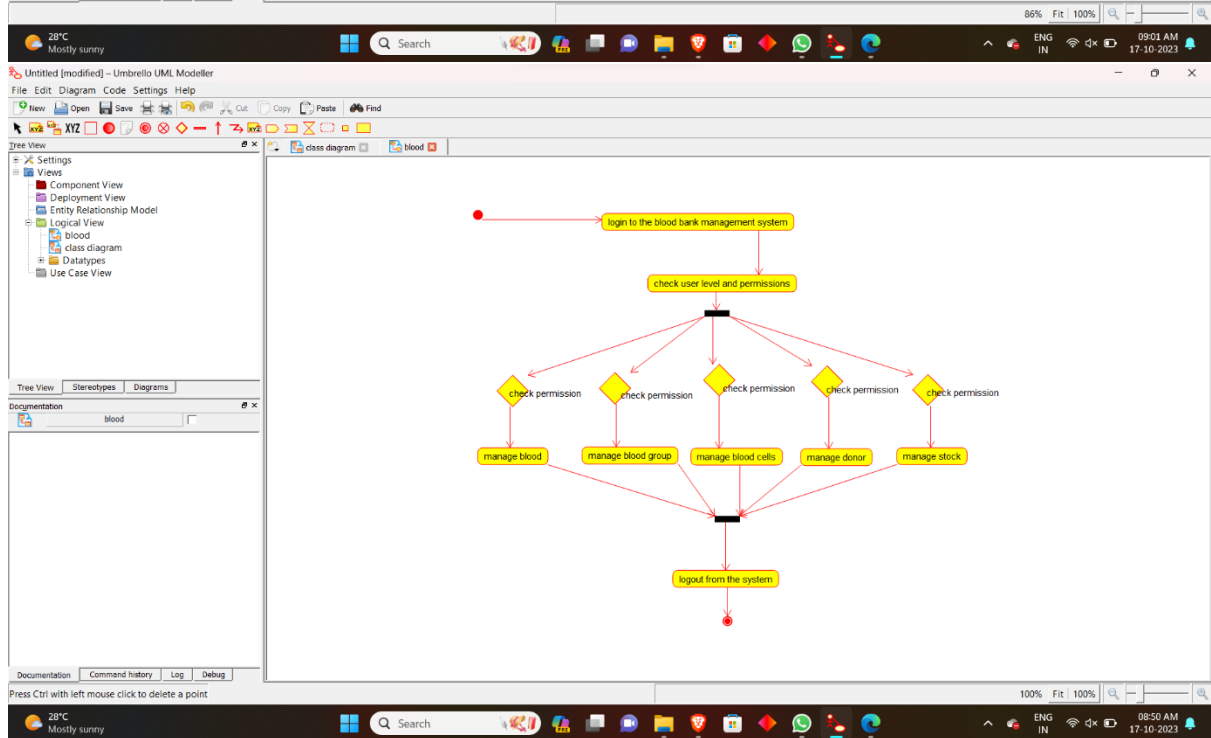 86% Fit 100%
28°C
Mostly sunny
Search
PRE
ENG
IN
09:01 AM
17-10-2023
Untitled [modified] – Umbrello UML Modeller
File Edit Diagram Code Settings Help
New Open Save Cut Copy Paste Find
XYZ XYZ XYZ
Tree View
class diagram blood
Settings
Views
Component View
Deployment View
Entity Relationship Model
Logical View
blood
class diagram
Datatypes
Use Case View
Tree View Stereotypes Diagrams
Documentation
blood
login to the blood bank management system
check user level and permissions
check permission check permission check permission check permission check permission
manage blood manage blood group manage blood cells manage donor manage stock
logout from the system
Documentation Command history Log Debug
Press Ctrl with left mouse click to delete a point
100% Fit 100%
28°C
Mostly sunny
Search
PRE
ENG
IN
08:50 AM
17-10-2023